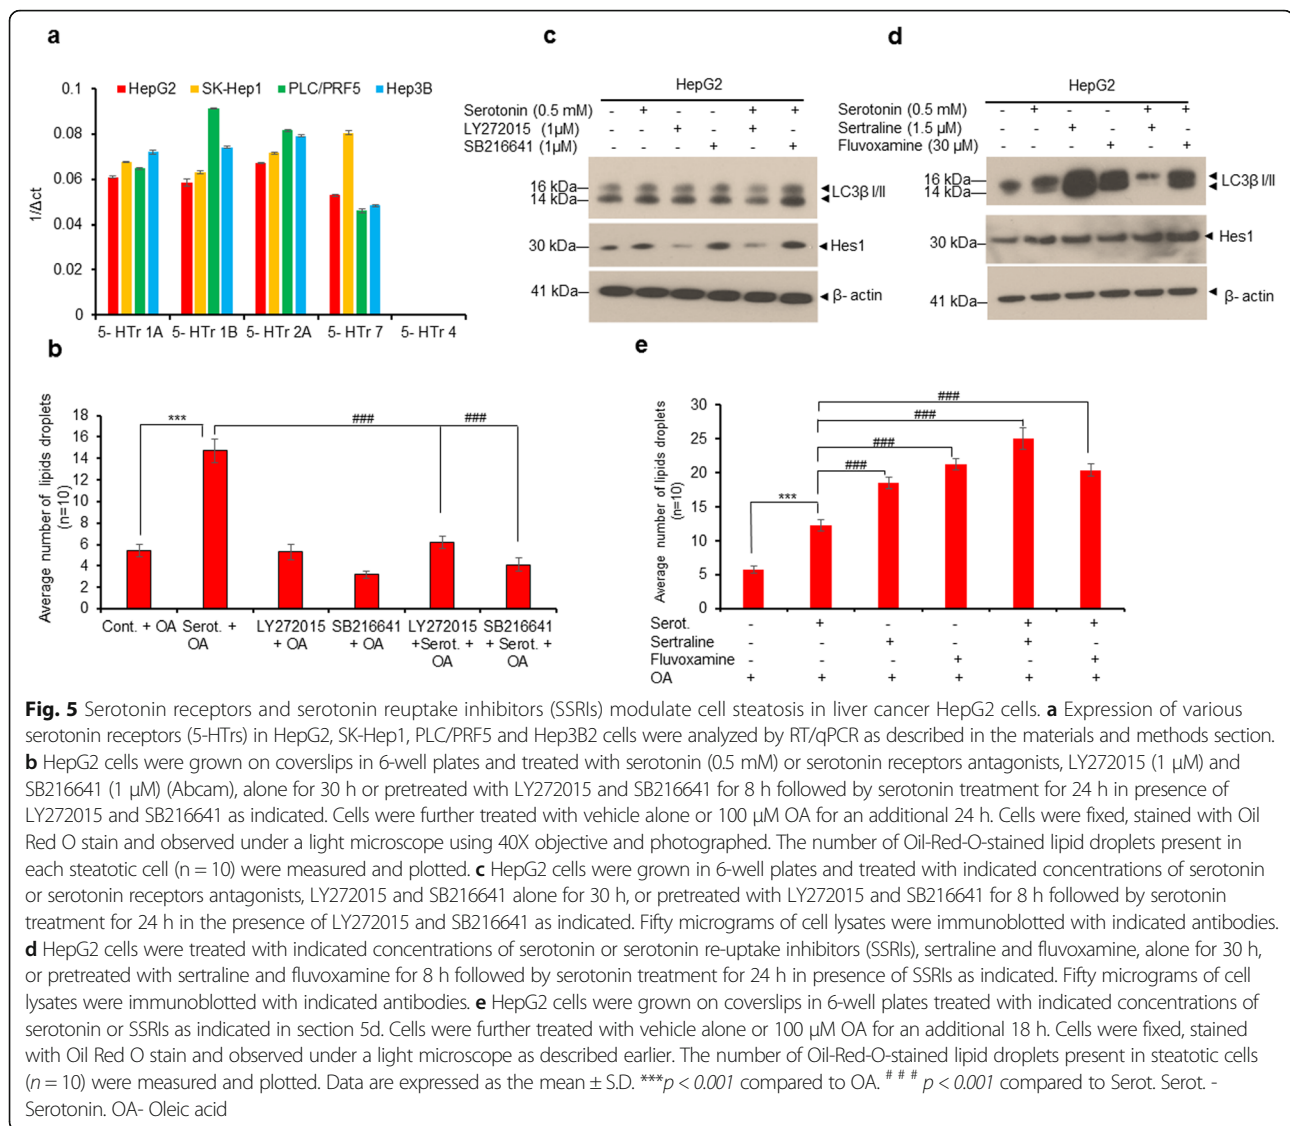 a
0.1
0.08
0.06
0.04
0.02
0
1/Δct
HepG2 SK-Hep1 PLC/PRF5 Hep3B
5- HTr 1A 5- HTr 1B 5- HTr 2A 5- HTr 7 5- HTr 4
c
HepG2
Serotonin (0.5 mM) - + - - + +
LY272015 (1µM) - - + - + -
SB216641 (1µM) - - - + - +
16 kDa
14 kDa
LC3β I/II
30 kDa
Hes1
41 kDa
β- actin
d
HepG2
Serotonin (0.5 mM) - + - - + +
Sertraline (1.5 µM) - - + - + -
Fluvoxamine (30 µM) - - - + - +
16 kDa
14 kDa
LC3β I/II
30 kDa
Hes1
41 kDa
β- actin
b
Average number of lipids droplets
(n=10)
18
16
14
12
10
8
6
4
2
0
*** ### ###
Cont. + OA Serot. + OA LY272015 + OA SB216641 + OA LY272015 +Serot. + OA SB216641 + Serot. + OA
e
Average number of lipids droplets
(n=10)
30
25
20
15
10
5
0
###
###
###
###
***
Serot. - + - - + +
Sertraline - - + - + -
Fluvoxamine - - - + - +
OA + + + + + +
Fig. 5 Serotonin receptors and serotonin reuptake inhibitors (SSRIs) modulate cell steatosis in liver cancer HepG2 cells. a Expression of various
serotonin receptors (5-HTrs) in HepG2, SK-Hep1, PLC/PRF5 and Hep3B2 cells were analyzed by RT/qPCR as described in the materials and methods section.
b HepG2 cells were grown on coverslips in 6-well plates and treated with serotonin (0.5 mM) or serotonin receptors antagonists, LY272015 (1 µM) and
SB216641 (1 µM) (Abcam), alone for 30 h or pretreated with LY272015 and SB216641 for 8 h followed by serotonin treatment for 24 h in presence of
LY272015 and SB216641 as indicated. Cells were further treated with vehicle alone or 100 µM OA for an additional 24 h. Cells were fixed, stained with Oil
Red O stain and observed under a light microscope using 40X objective and photographed. The number of Oil-Red-O-stained lipid droplets present in
each steatotic cell (n = 10) were measured and plotted. c HepG2 cells were grown in 6-well plates and treated with indicated concentrations of serotonin
or serotonin receptors antagonists, LY272015 and SB216641 alone for 30 h, or pretreated with LY272015 and SB216641 for 8 h followed by serotonin
treatment for 24 h in the presence of LY272015 and SB216641 as indicated. Fifty micrograms of cell lysates were immunoblotted with indicated antibodies.
d HepG2 cells were treated with indicated concentrations of serotonin or serotonin re-uptake inhibitors (SSRIs), sertraline and fluvoxamine, alone for 30 h,
or pretreated with sertraline and fluvoxamine for 8 h followed by serotonin treatment for 24 h in presence of SSRIs as indicated. Fifty micrograms of cell
lysates were immunoblotted with indicated antibodies. e HepG2 cells were grown on coverslips in 6-well plates treated with indicated concentrations of
serotonin or SSRIs as indicated in section 5d. Cells were further treated with vehicle alone or 100 µM OA for an additional 18 h. Cells were fixed, stained
with Oil Red O stain and observed under a light microscope as described earlier. The number of Oil-Red-O-stained lipid droplets present in steatotic cells
(n = 10) were measured and plotted. Data are expressed as the mean ± S.D. ***p < 0.001 compared to OA. # # # p < 0.001 compared to Serot. Serot. -
Serotonin. OA- Oleic acid